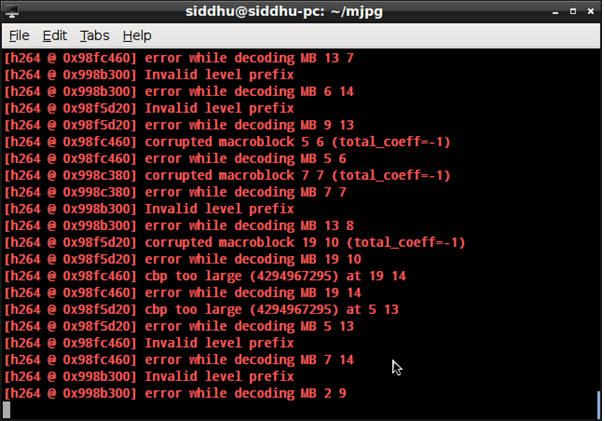 siddhu@siddhu-pc: ~/mjpg
File Edit Tabs Help
[h264 @ 0x98fc460] error while decoding MB 13 7
[h264 @ 0x998b300] Invalid level prefix
[h264 @ 0x998b300] error while decoding MB 6 14
[h264 @ 0x98f5d20] Invalid level prefix
[h264 @ 0x98f5d20] error while decoding MB 9 13
[h264 @ 0x98fc460] corrupted macroblock 5 6 (total_coeff=-1)
[h264 @ 0x98fc460] error while decoding MB 5 6
[h264 @ 0x998c380] corrupted macroblock 7 7 (total_coeff=-1)
[h264 @ 0x998c380] error while decoding MB 7 7
[h264 @ 0x998b300] Invalid level prefix
[h264 @ 0x998b300] error while decoding MB 13 8
[h264 @ 0x98f5d20] corrupted macroblock 19 10 (total_coeff=-1)
[h264 @ 0x98f5d20] error while decoding MB 19 10
[h264 @ 0x98fc460] cbp too large (4294967295) at 19 14
[h264 @ 0x98fc460] error while decoding MB 19 14
[h264 @ 0x98f5d20] cbp too large (4294967295) at 5 13
[h264 @ 0x98f5d20] error while decoding MB 5 13
[h264 @ 0x98fc460] Invalid level prefix
[h264 @ 0x98fc460] error while decoding MB 7 14
[h264 @ 0x998b300] Invalid level prefix
[h264 @ 0x998b300] error while decoding MB 2 9